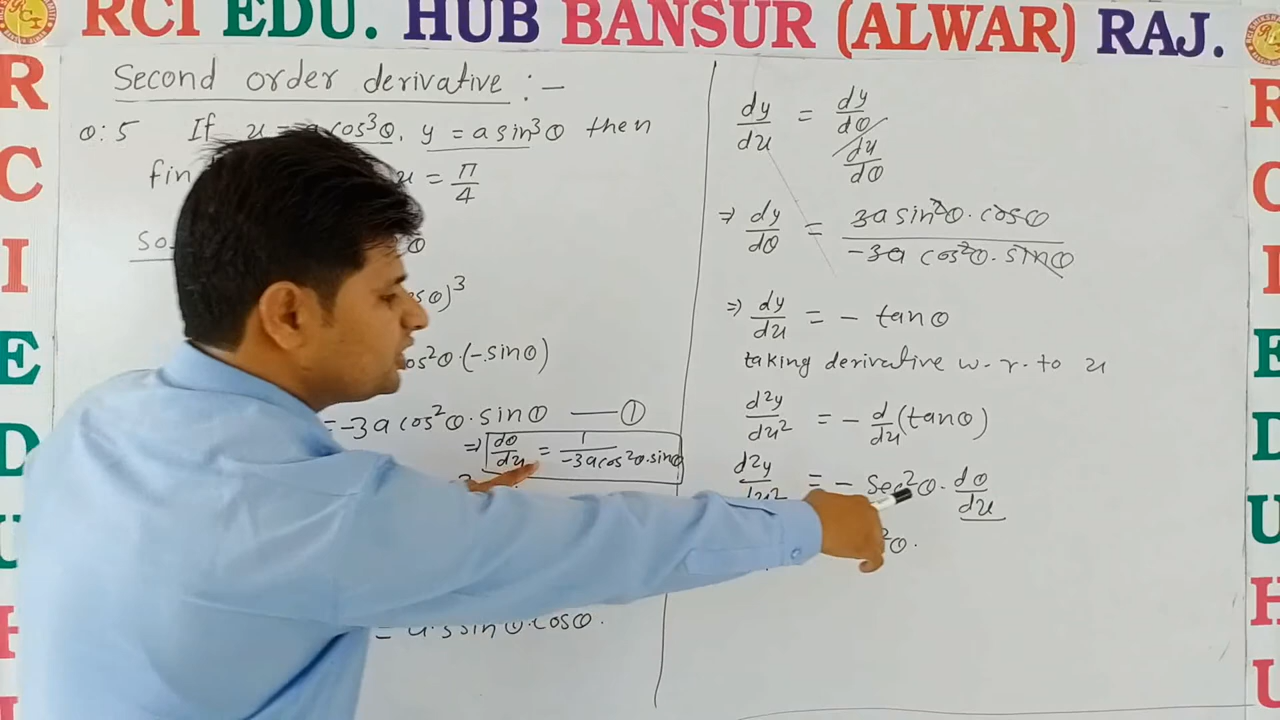 RCI EDU. HUB BANSUR (ALWAR) RAJ.
R
C
I
E
D
U
H
Second order derivative :-
Q:5 If x = a cos³θ, y = a sin³θ then
fin x = π/4
So θ
θ)³
cos²θ·(-sinθ)
= -3a cos²θ·sinθ — ①
⇒ dθ/dx = 1/-3a cos²θ·sinθ
sinθ·cosθ.
dy/dx = dy/dθ / dx/dθ
⇒ dy/dθ = 3a sin²θ·cosθ / -3a cos²θ·sinθ
⇒ dy/dx = - tanθ
taking derivative w.r.to x
d²y/dx² = - d/dx (tanθ)
d²y/dx² = - Sec²θ· dθ/dx
²θ.
R
C
I
E
D
U
H
U